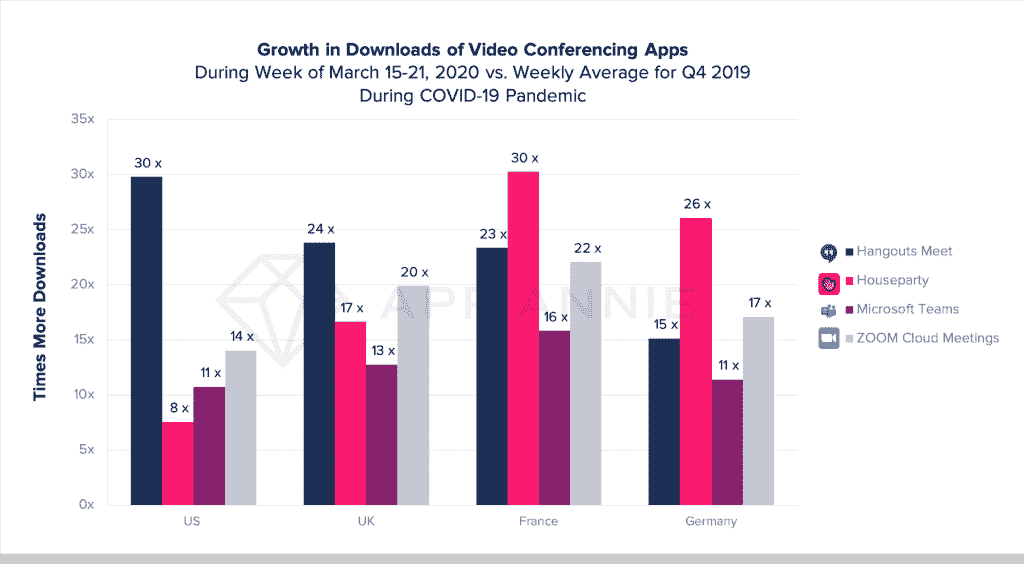 Growth in Downloads of Video Conferencing Apps
During Week of March 15-21, 2020 vs. Weekly Average for Q4 2019
During COVID-19 Pandemic
Times More Downloads
35x
30x
25x
20x
15x
10x
5x
0x
30 x
8 x
11 x
14 x
24 x
17 x
13 x
20 x
23 x
30 x
16 x
22 x
15 x
26 x
11 x
17 x
APP ANNIE
US
UK
France
Germany
Hangouts Meet
Houseparty
Microsoft Teams
ZOOM Cloud Meetings